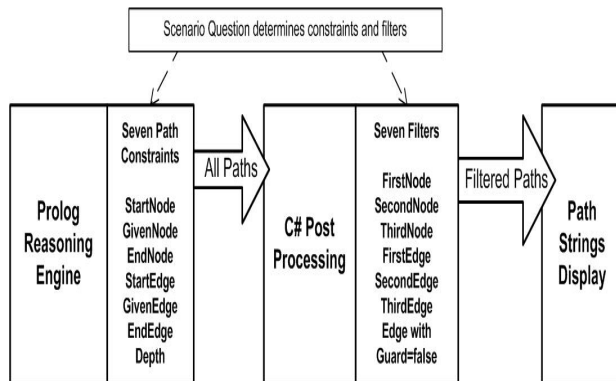 Scenario Question determines constraints and filters
Prolog
Reasoning
Engine
Seven Path
Constraints
StartNode
GivenNode
EndNode
StartEdge
GivenEdge
EndEdge
Depth
All Paths
C# Post
Processing
Seven Filters
FirstNode
SecondNode
ThirdNode
FirstEdge
SecondEdge
ThirdEdge
Edge with
Guard=false
Filtered Paths
Path
Strings
Display